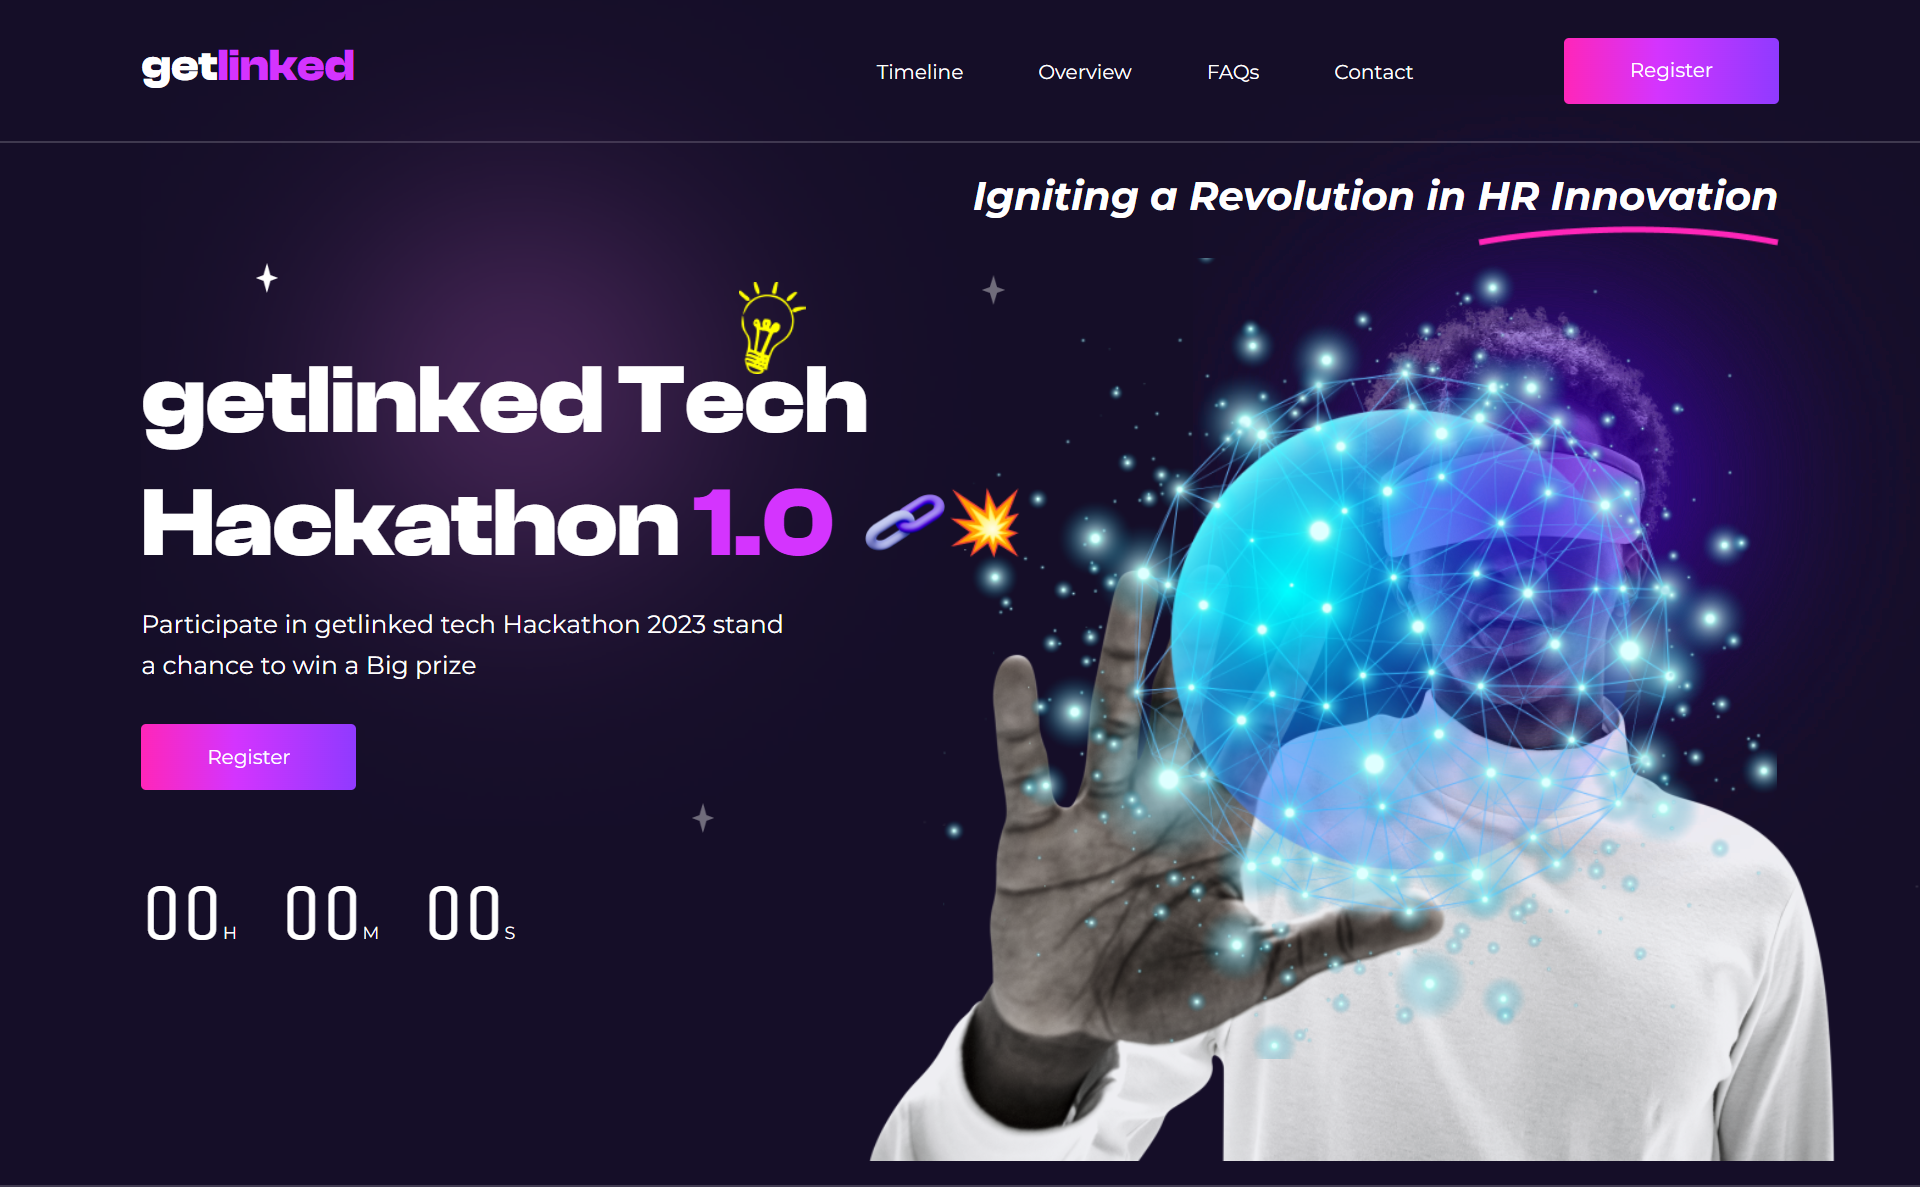 getlinked
Timeline
Overview
FAQs
Contact
Register
Igniting a Revolution in HR Innovation
getlinked Tech
Hackathon 1.0
Participate in getlinked tech Hackathon 2023 stand
a chance to win a Big prize
Register
00H 00M 00S